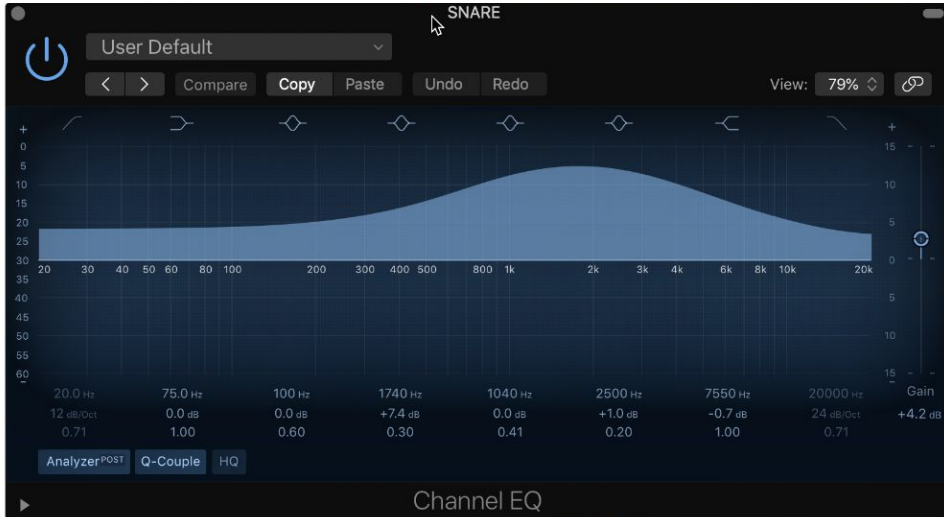 SNARE
User Default
Compare Copy Paste Undo Redo View: 79%
+ +
0 15
5
10 10
15
20 5
25
30 0
20 30 40 50 60 80 100 200 300 400 500 800 1k 2k 3k 4k 6k 8k 10k 20k
35
40 5
45
50 10
55
60 15
- -
20.0 Hz 75.0 Hz 100 Hz 1740 Hz 1040 Hz 2500 Hz 7550 Hz 20000 Hz Gain
12 dB/Oct 0.0 dB 0.0 dB +7.4 dB 0.0 dB +1.0 dB -0.7 dB 24 dB/Oct +4.2 dB
0.71 1.00 0.60 0.30 0.41 0.20 1.00 0.71
Analyzer POST Q-Couple HQ
Channel EQ